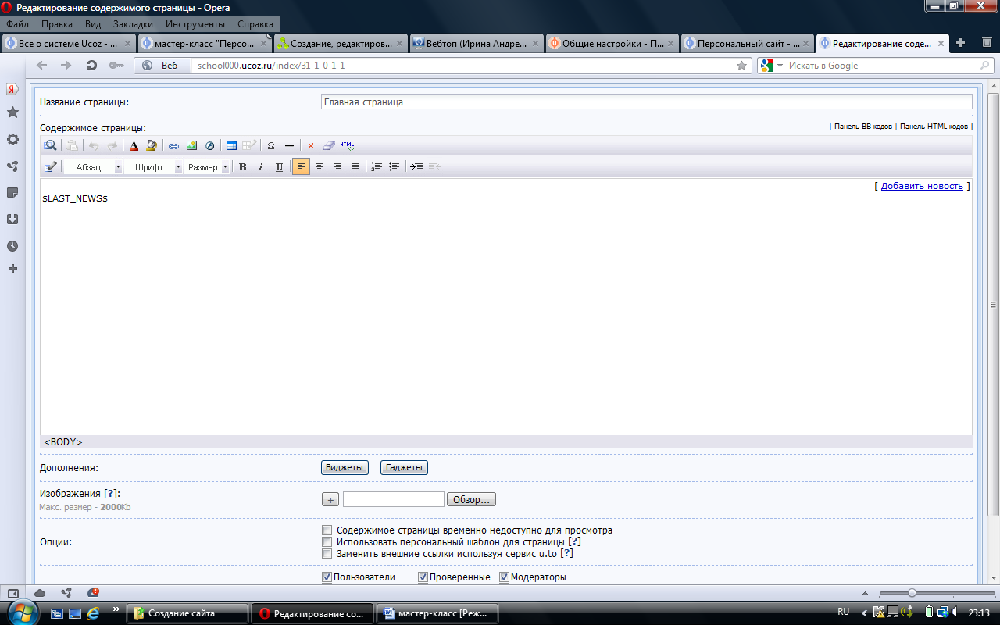 Редактирование содержимого страницы - Opera
Файл Правка Вид Закладки Инструменты Справка
Все о системе Ucoz - ... мастер-класс "Персо... Создание, редактиров... Вебтоп (Ирина Андре... Общие настройки - П... Персональный сайт - ... Редактирование соде...
Веб school000.ucoz.ru/index/31-1-0-1-1 Искать в Google
Название страницы: Главная страница
Содержимое страницы: [ Панель BB кодов | Панель HTML кодов ]
HTML
Абзац Шрифт Размер B i U
[ Добавить новость ]
$LAST_NEWS$
<BODY>
Дополнения: Виджеты Гаджеты
Изображения [?]: + Обзор...
Макс. размер - 2000Kb
Опции:
Содержимое страницы временно недоступно для просмотра
Использовать персональный шаблон для страницы [?]
Заменить внешние ссылки используя сервис u.to [?]
Пользователи Проверенные Модераторы
Создание сайта Редактирование со... мастер-класс [Реж... RU 23:13